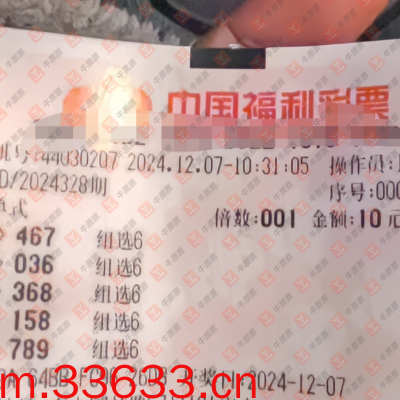 中国福利彩票
机号:44030207 2024.12.07-10:31:05 操作员:
D/2024328期 序号:000
单式 倍数:001 金额:10元
467 组选6
036 组选6
368 组选6
158 组选6
789 组选6
开奖日:2024-12-07
m.33633.cn